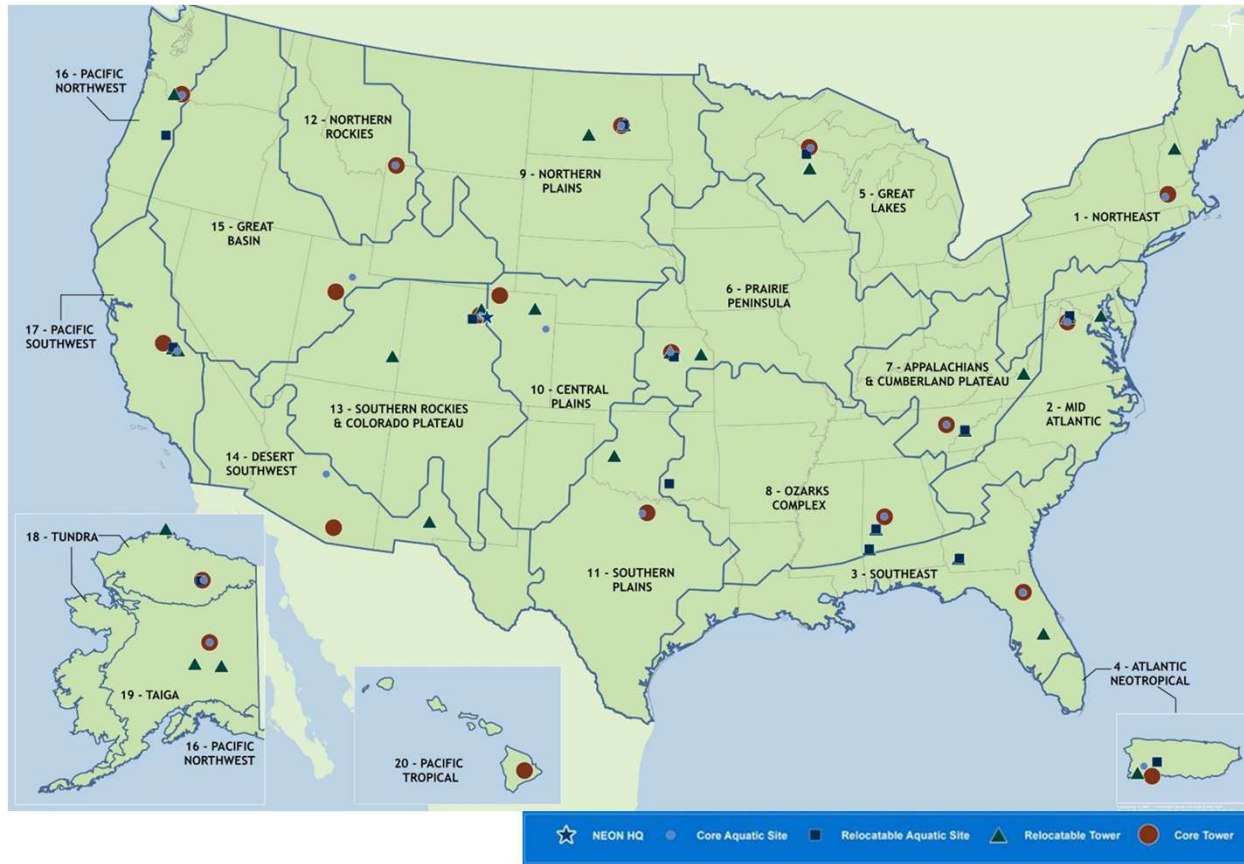 16 - PACIFIC
NORTHWEST
12 - NORTHERN
ROCKIES
9 - NORTHERN
PLAINS
5 - GREAT
LAKES
1 - NORTHEAST
15 - GREAT
BASIN
6 - PRAIRIE
PENINSULA
17 - PACIFIC
SOUTHWEST
7 - APPALACHIANS
& CUMBERLAND PLATEAU
10 - CENTRAL
PLAINS
13 - SOUTHERN ROCKIES
& COLORADO PLATEAU
2 - MID
ATLANTIC
14 - DESERT
SOUTHWEST
8 - OZARKS
COMPLEX
18 - TUNDRA
11 - SOUTHERN
PLAINS
3 - SOUTHEAST
4 - ATLANTIC
NEOTROPICAL
19 - TAIGA
16 - PACIFIC
NORTHWEST
20 - PACIFIC
TROPICAL
NEON HQ
Core Aquatic Site
Relocatable Aquatic Site
Relocatable Tower
Core Tower